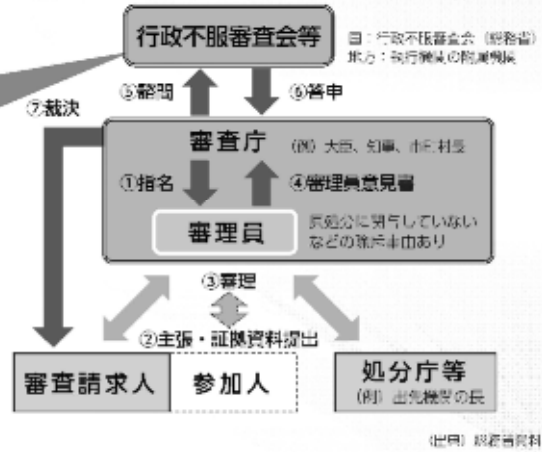 行政不服審査会等
国：行政不服審査会（総務省）
地方：執行機関の附属機関
⑤諮問
⑥答申
⑦裁決
審査庁
（例）大臣、知事、市町村長
①指名
④審理員意見書
審理員
原処分に関与していない
などの除斥事由あり
③審理
②主張・証拠資料提出
審査請求人
参加人
処分庁等
（例）出先機関の長
（出典）総務省資料